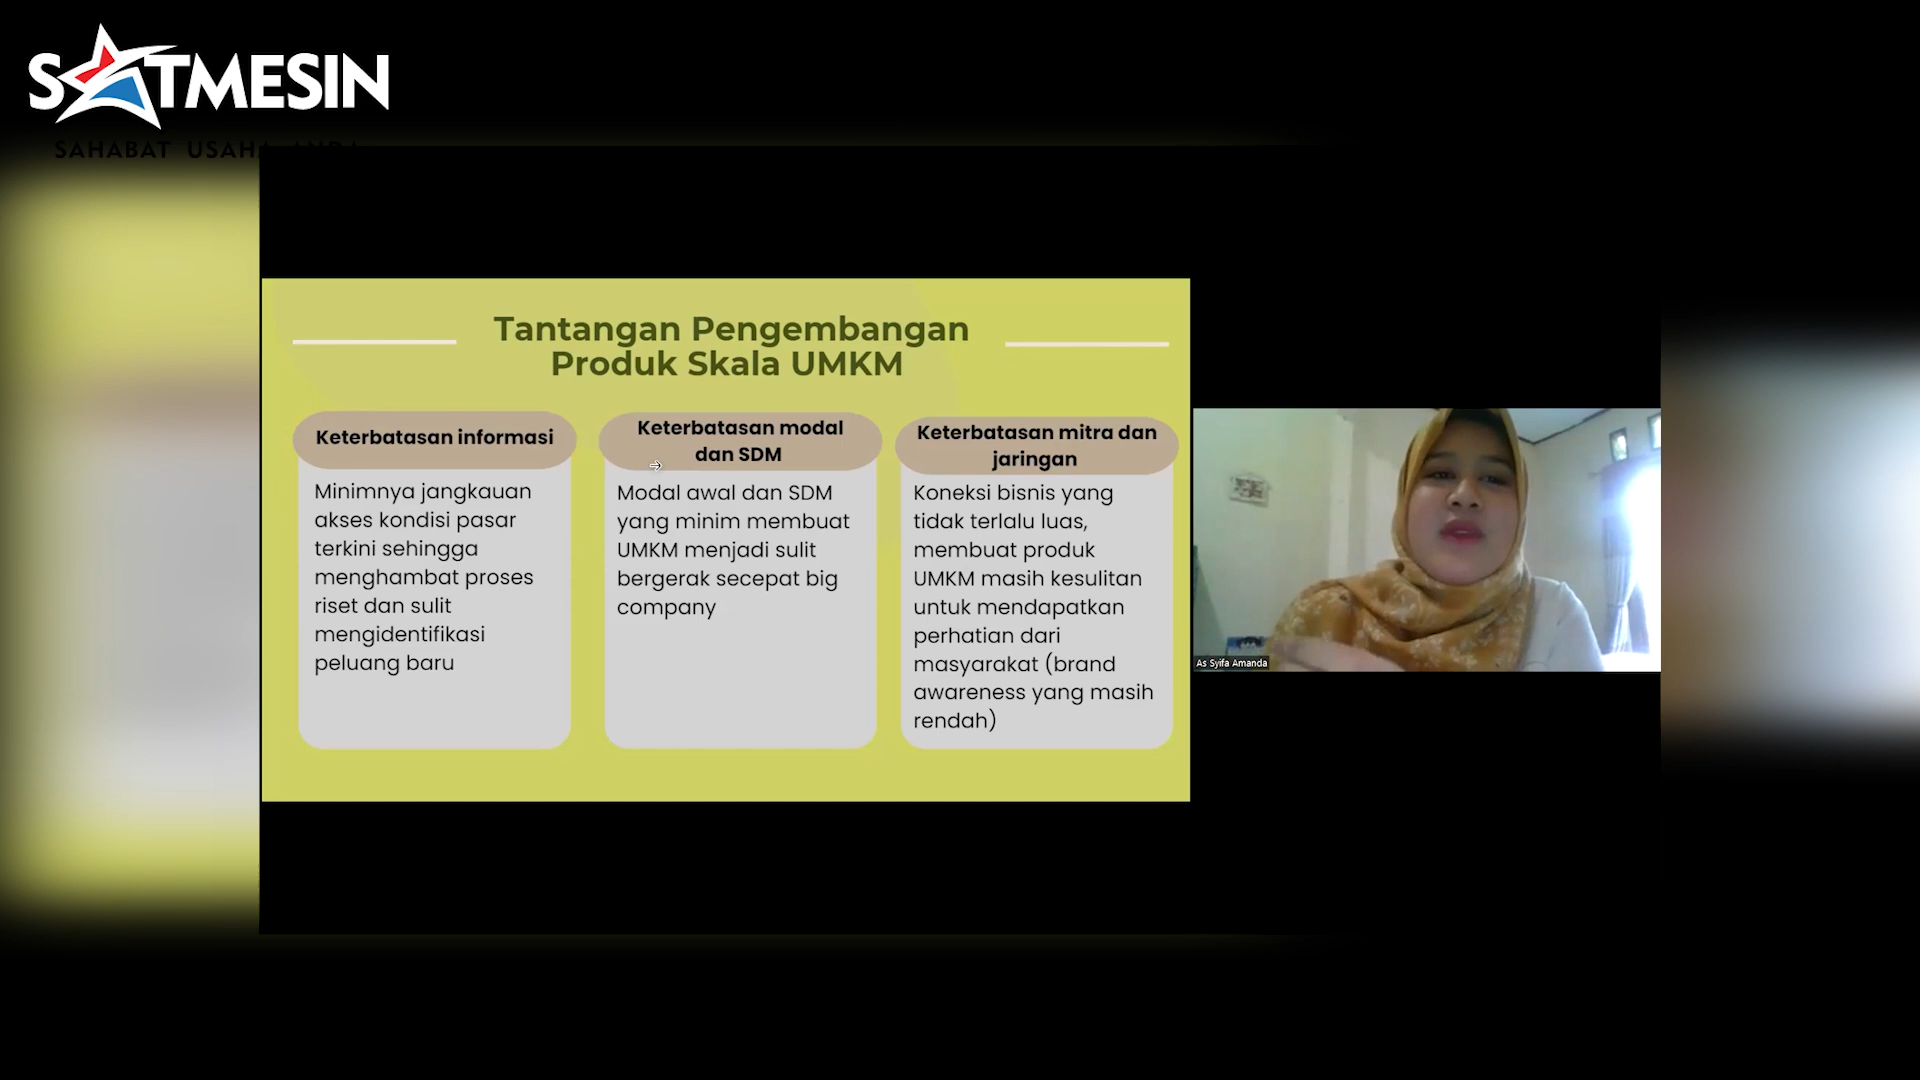 SATMESIN
SAHABAT USAHA ANDA
Tantangan Pengembangan
Produk Skala UMKM
Keterbatasan informasi
Minimnya jangkauan
akses kondisi pasar
terkini sehingga
menghambat proses
riset dan sulit
mengidentifikasi
peluang baru
Keterbatasan modal
dan SDM
Modal awal dan SDM
yang minim membuat
UMKM menjadi sulit
bergerak secepat big
company
Keterbatasan mitra dan
jaringan
Koneksi bisnis yang
tidak terlalu luas,
membuat produk
UMKM masih kesulitan
untuk mendapatkan
perhatian dari
masyarakat (brand
awareness yang masih
rendah)
As Syifa Amanda